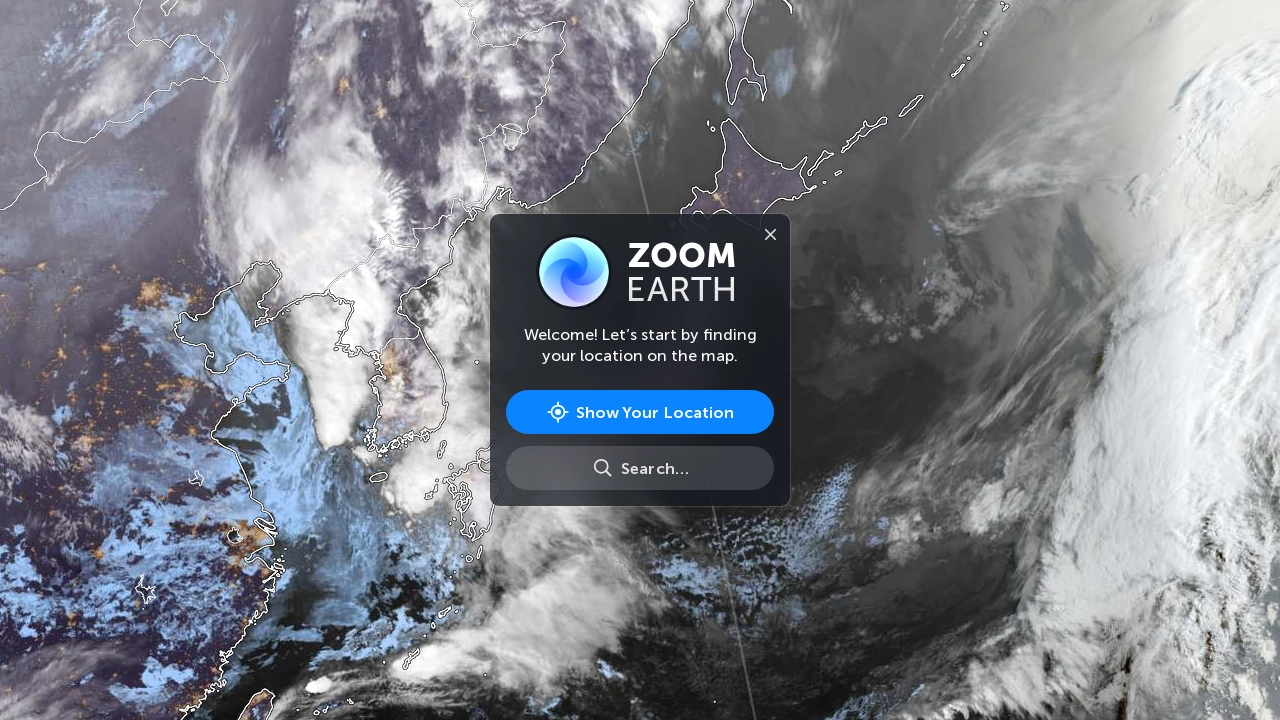 ZOOM
EARTH
Welcome! Let’s start by finding
your location on the map.
Show Your Location
Search...